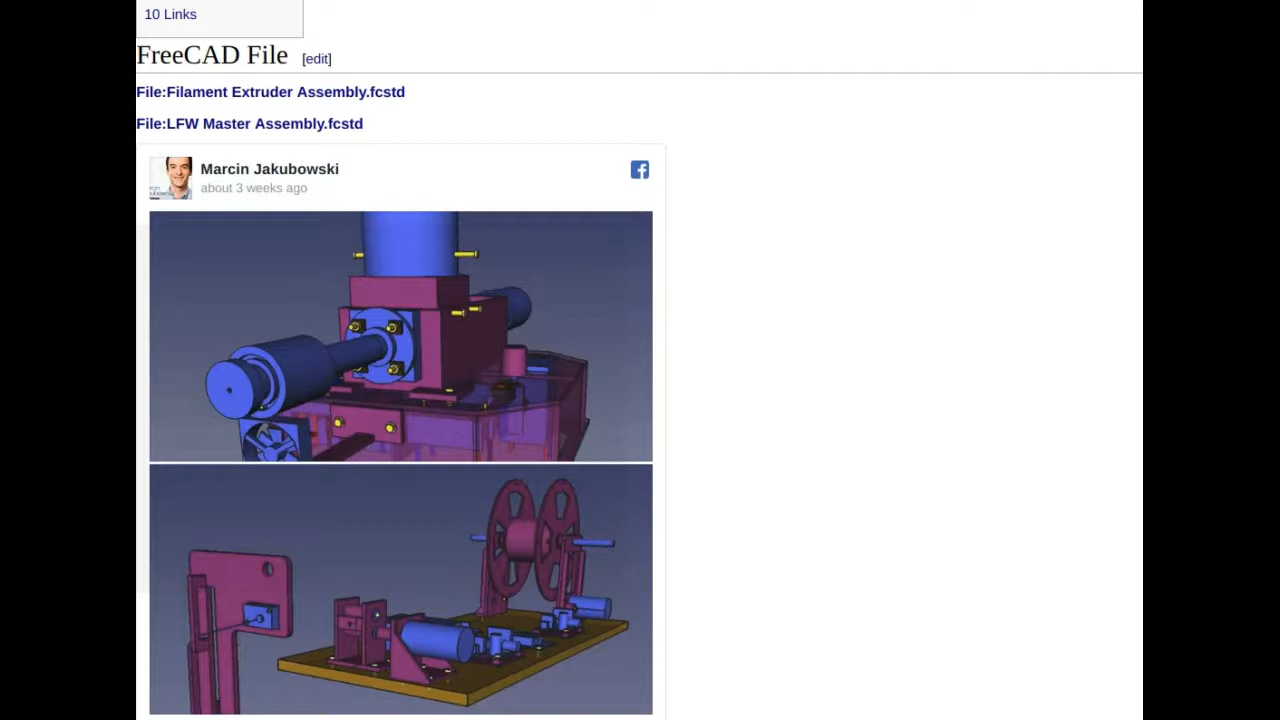 10 Links
FreeCAD File [edit]
File:Filament Extruder Assembly.fcstd
File:LFW Master Assembly.fcstd
Marcin Jakubowski
about 3 weeks ago